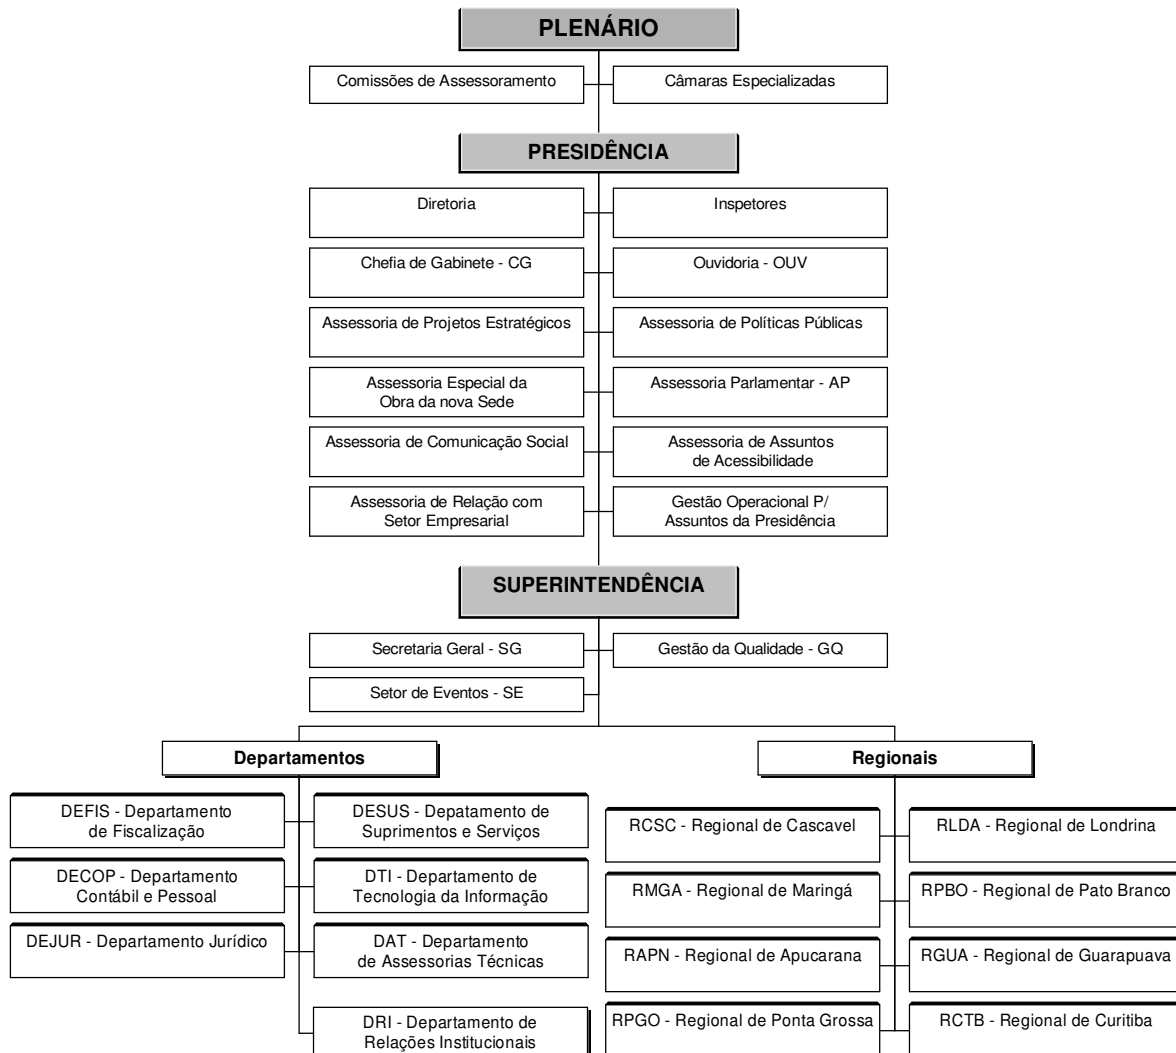 PLENÁRIO
Comissões de Assessoramento
Câmaras Especializadas
PRESIDÊNCIA
Diretoria
Inspetores
Chefia de Gabinete - CG
Ouvidoria - OUV
Assessoria de Projetos Estratégicos
Assessoria de Políticas Públicas
Assessoria Especial da
Obra da nova Sede
Assessoria Parlamentar - AP
Assessoria de Comunicação Social
Assessoria de Assuntos
de Acessibilidade
Assessoria de Relação com
Setor Empresarial
Gestão Operacional P/
Assuntos da Presidência
SUPERINTENDÊNCIA
Secretaria Geral - SG
Gestão da Qualidade - GQ
Setor de Eventos - SE
Departamentos
DEFIS - Departamento
de Fiscalização
DESUS - Depatamento de
Suprimentos e Serviços
DECOP - Departamento
Contábil e Pessoal
DTI - Departamento de
Tecnologia da Informação
DEJUR - Departamento Jurídico
DAT - Departamento
de Assessorias Técnicas
DRI - Departamento de
Relações Institucionais
Regionais
RCSC - Regional de Cascavel
RLDA - Regional de Londrina
RMGA - Regional de Maringá
RPBO - Regional de Pato Branco
RAPN - Regional de Apucarana
RGUA - Regional de Guarapuava
RPGO - Regional de Ponta Grossa
RCTB - Regional de Curitiba